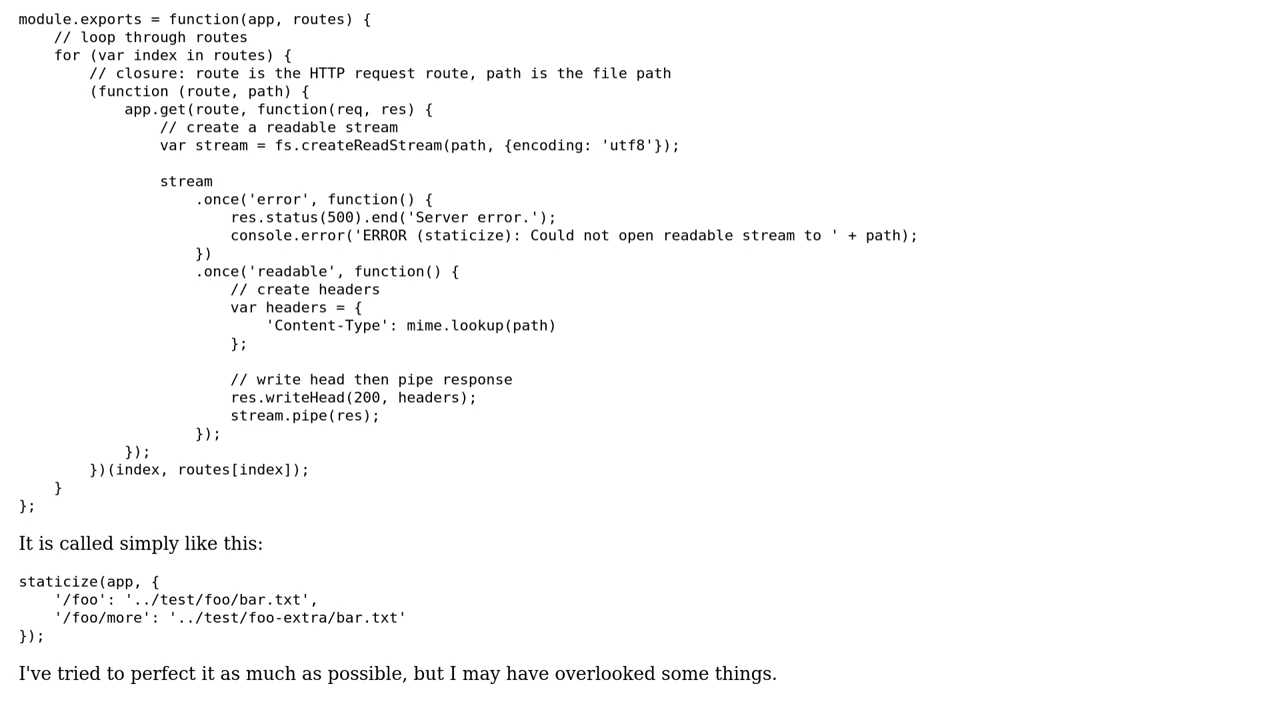 module.exports = function(app, routes) {
    // loop through routes
    for (var index in routes) {
        // closure: route is the HTTP request route, path is the file path
        (function (route, path) {
            app.get(route, function(req, res) {
                // create a readable stream
                var stream = fs.createReadStream(path, {encoding: 'utf8'});

                stream
                    .once('error', function() {
                        res.status(500).end('Server error.');
                        console.error('ERROR (staticize): Could not open readable stream to ' + path);
                    })
                    .once('readable', function() {
                        // create headers
                        var headers = {
                            'Content-Type': mime.lookup(path)
                        };

                        // write head then pipe response
                        res.writeHead(200, headers);
                        stream.pipe(res);
                    });
            });
        })(index, routes[index]);
    }
};
It is called simply like this:
staticize(app, {
    '/foo': '../test/foo/bar.txt',
    '/foo/more': '../test/foo-extra/bar.txt'
});
I've tried to perfect it as much as possible, but I may have overlooked some things.